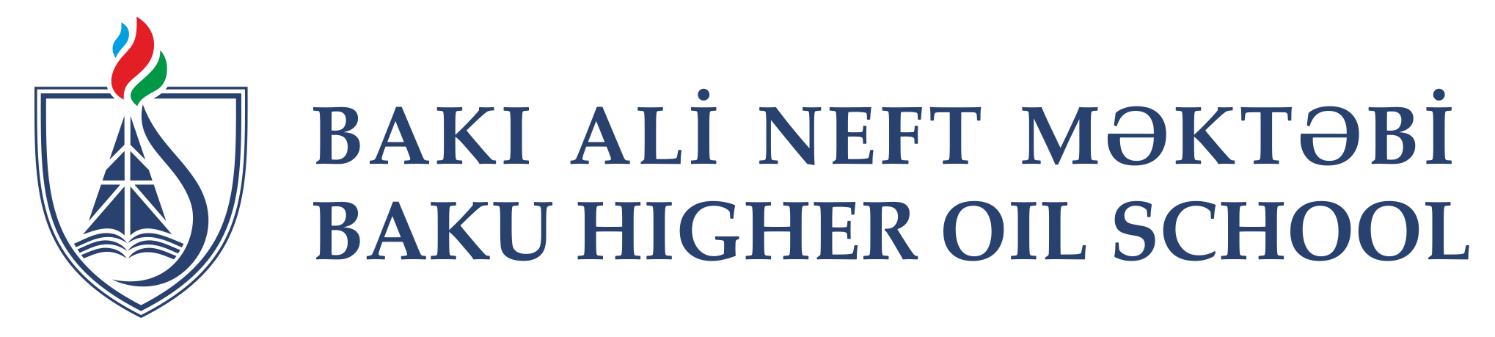 BAKI ALİ NEFT MƏKTƏBİ
BAKU HIGHER OIL SCHOOL